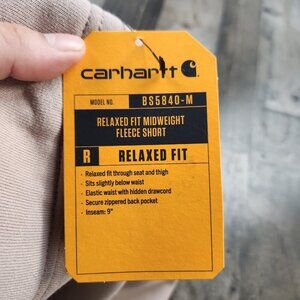 carhartt
MODEL NO. BS5840-M
RELAXED FIT MIDWEIGHT
FLEECE SHORT
R RELAXED FIT
• Relaxed fit through seat and thigh
• Sits slightly below waist
• Elastic waist with hidden drawcord
• Secure zippered back pocket
• Inseam: 9"